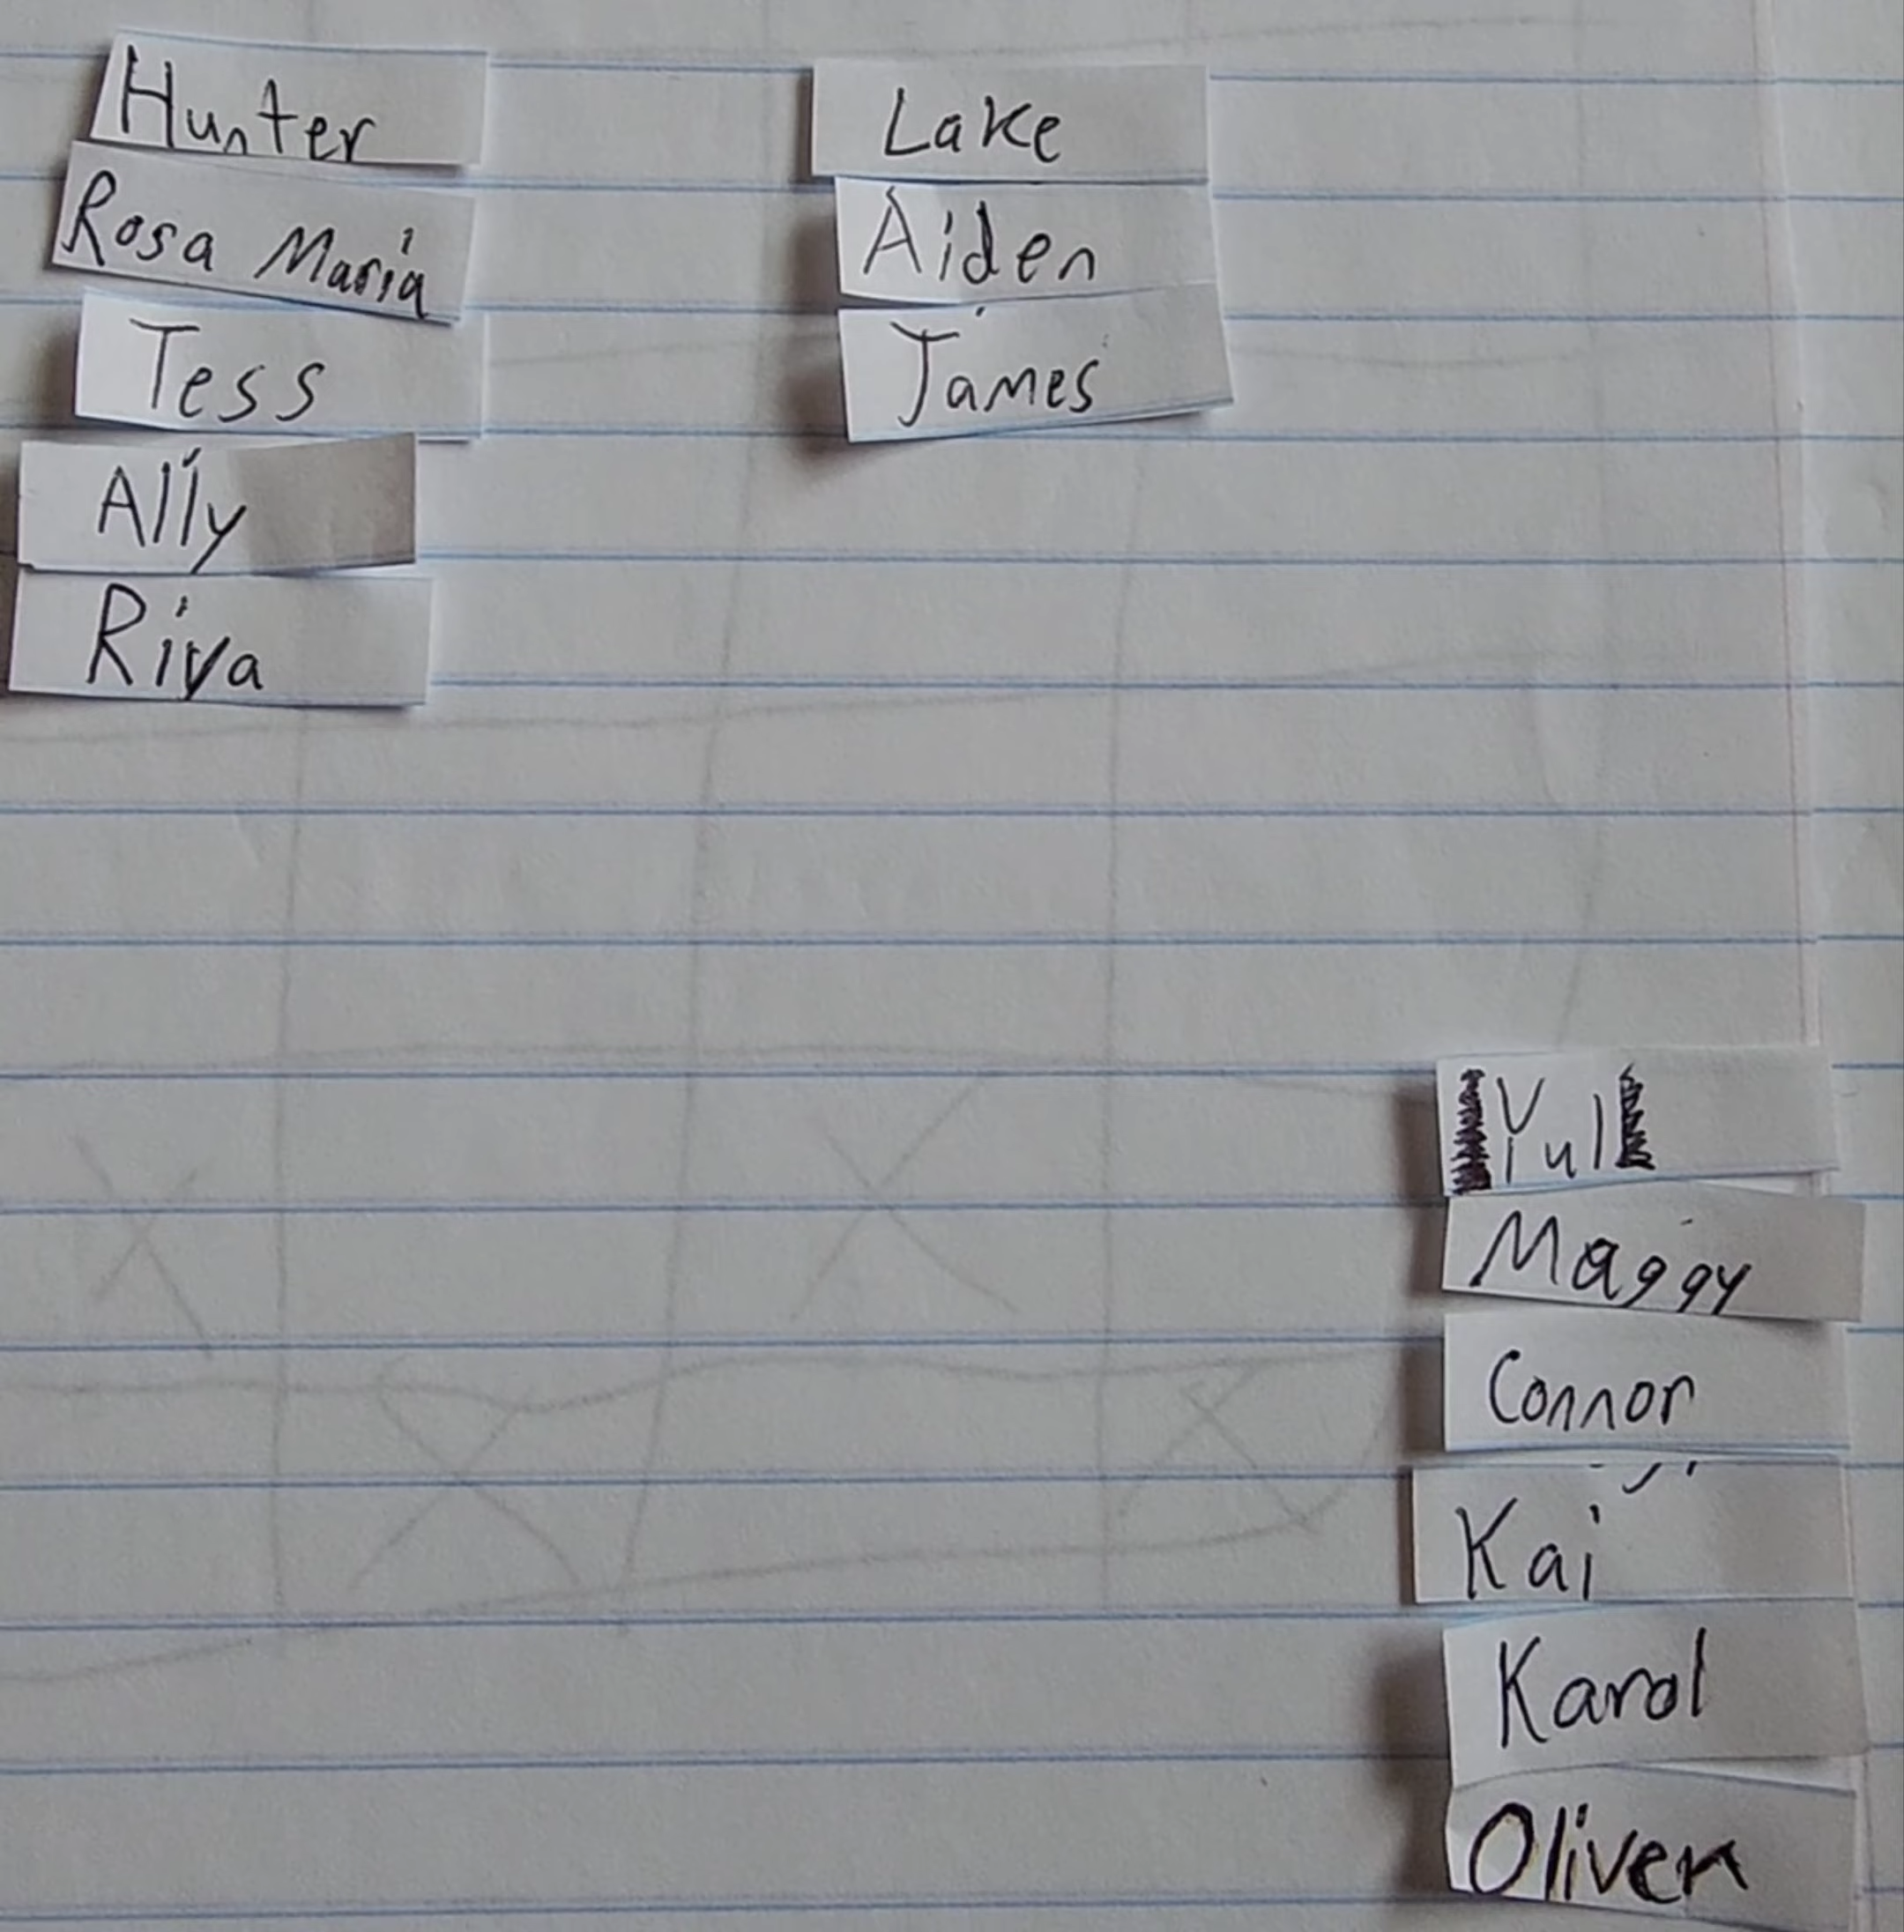 Hunter
Rosa Maria
Tess
Ally
Riva
Lake
Aiden
James
Yul
Maggy
Connor
Kai
Karol
Oliver